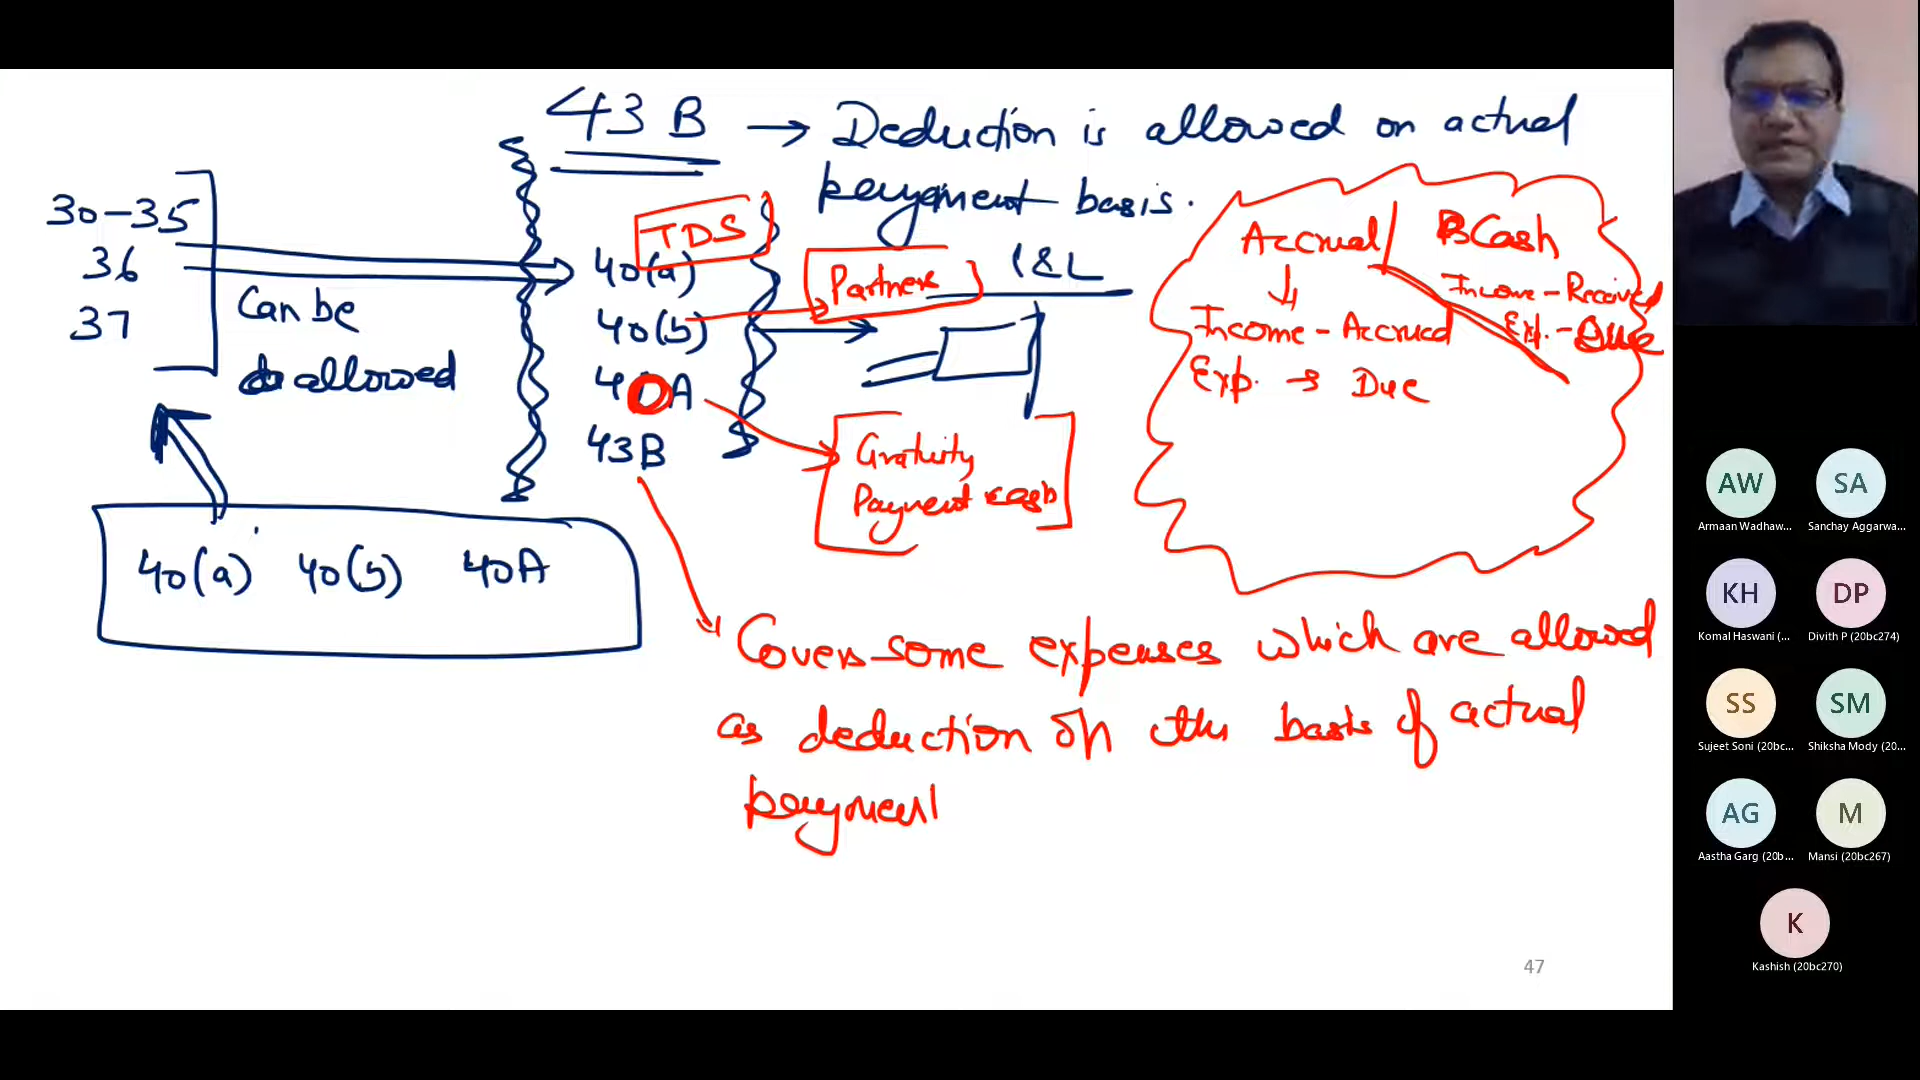 43 B → Deduction is allowed on actual
payment basis.
30-35
36
37
Can be
allowed
TDS
40(a)
40(b)
40A
43B
Partners
P&L
Gratuity
Payment cash
Accrual / Cash
Income - Accrued
Exp. → Due
Income - Received
Exp. - Due
40(a) 40(b) 40A
Covers some expenses which are allowed
as deduction on the basis of actual
payment
47
AW
Armaan Wadhaw...
SA
Sanchay Aggarwa...
KH
Komal Haswani (...
DP
Divith P (20bc274)
SS
Sujeet Soni (20bc...
SM
Shiksha Mody (20...
AG
Aastha Garg (20b...
M
Mansi (20bc267)
K
Kashish (20bc270)